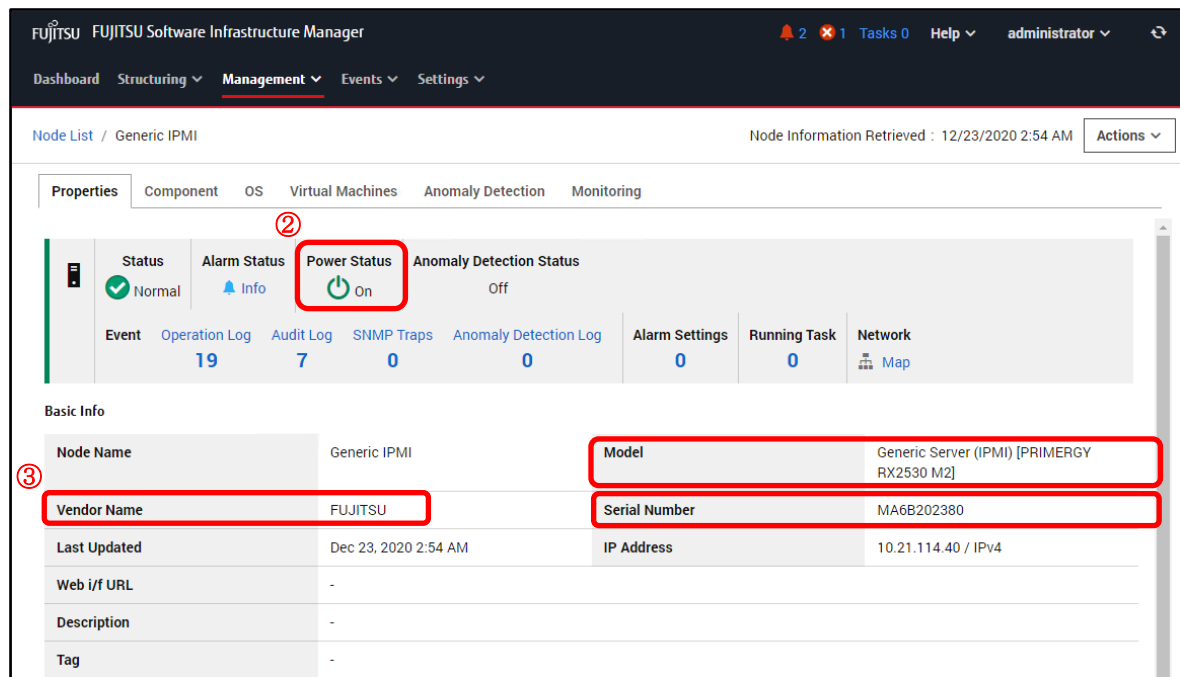 FUJITSU FUJITSU Software Infrastructure Manager 2 1 Tasks 0 Help administrator
Dashboard Structuring Management Events Settings
Node List / Generic IPMI Node Information Retrieved : 12/23/2020 2:54 AM Actions
Properties Component OS Virtual Machines Anomaly Detection Monitoring
②
Status Alarm Status Power Status Anomaly Detection Status
Normal Info On Off
Event Operation Log Audit Log SNMP Traps Anomaly Detection Log Alarm Settings Running Task Network
19 7 0 0 0 0 Map
Basic Info
Node Name Generic IPMI Model Generic Server (IPMI) [PRIMERGY
RX2530 M2]
③
Vendor Name FUJITSU Serial Number MA6B202380
Last Updated Dec 23, 2020 2:54 AM IP Address 10.21.114.40 / IPv4
Web i/f URL -
Description -
Tag -